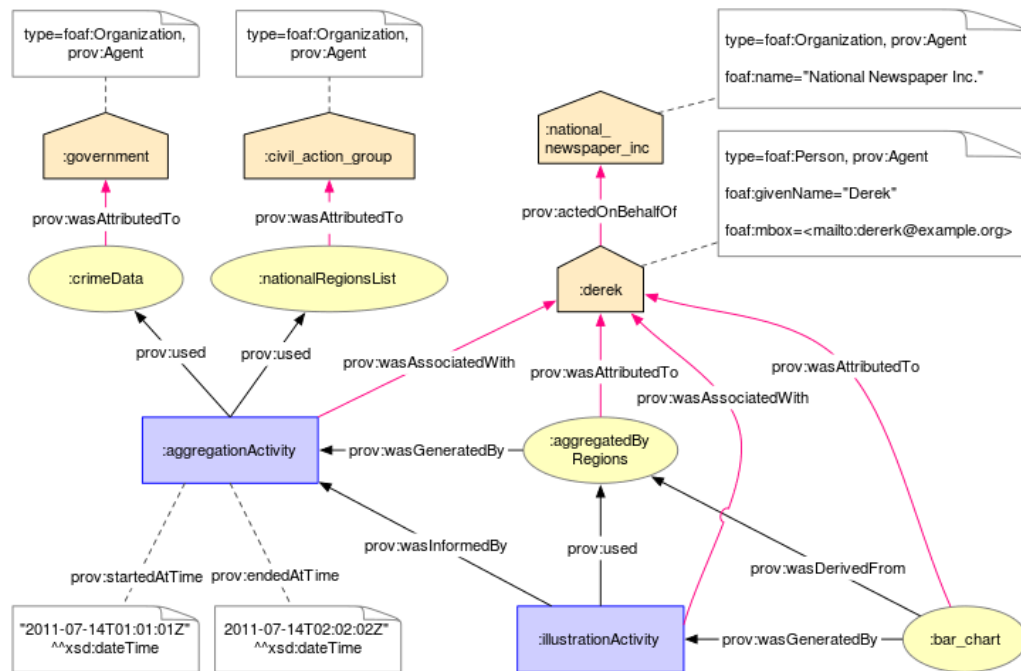 type=foaf:Organization,
prov:Agent
type=foaf:Organization,
prov:Agent
type=foaf:Organization, prov:Agent
foaf:name="National Newspaper Inc."
:government
:civil_action_group
:national_
newspaper_inc
type=foaf:Person, prov:Agent
foaf:givenName="Derek"
foaf:mbox=<mailto:dererk@example.org>
prov:wasAttributedTo
prov:wasAttributedTo
prov:actedOnBehalfOf
:crimeData
:nationalRegionsList
:derek
prov:used
prov:used
prov:wasAssociatedWith
prov:wasAttributedTo
prov:wasAttributedTo
prov:wasAssociatedWith
:aggregationActivity
prov:wasGeneratedBy
:aggregatedBy
Regions
prov:wasInformedBy
prov:used
prov:wasDerivedFrom
prov:startedAtTime
prov:endedAtTime
"2011-07-14T01:01:01Z"
^^xsd:dateTime
2011-07-14T02:02:02Z"
^^xsd:dateTime
:illustrationActivity
prov:wasGeneratedBy
:bar_chart